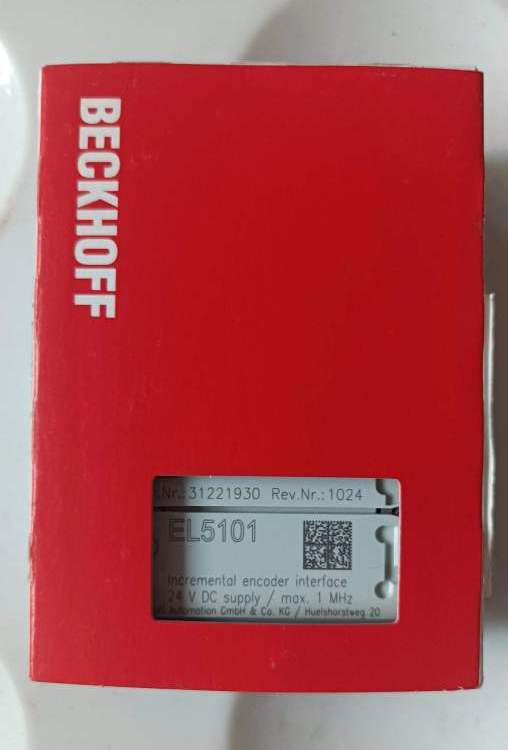 BECKHOFF
.Nr.:31221930 Rev.Nr.:1024
EL5101
Incremental encoder interface
24 V DC supply / max. 1 MHz
Automation GmbH & Co. KG / Huelshorstweg 20